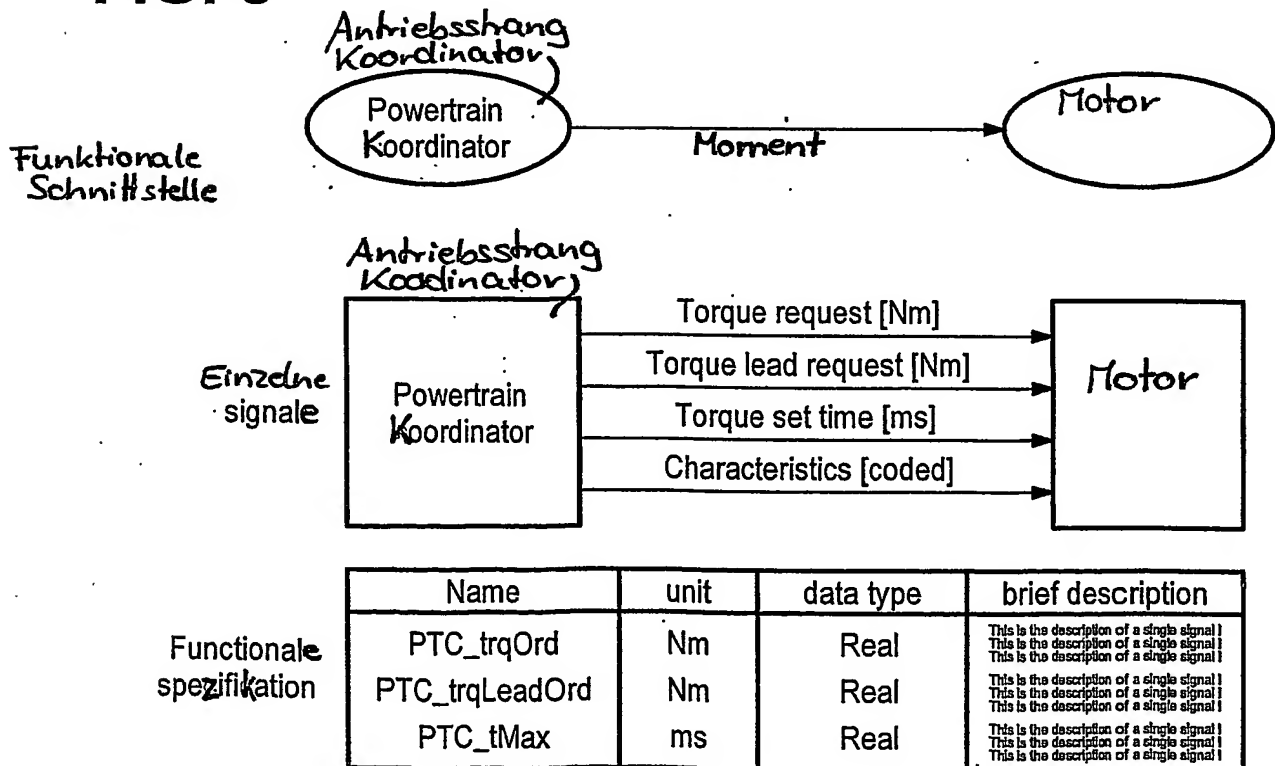 Antriebsstrang
Koordinator
Powertrain
Koordinator
Moment
Motor
Funktionale
Schnittstelle
Antriebsstrang
Koodinator
Einzelne
signale
Powertrain
Koordinator
Torque request [Nm]
Torque lead request [Nm]
Torque set time [ms]
Characteristics [coded]
Motor
Functionale
spezifikation
Name unit data type brief description
PTC_trqOrd Nm Real This is the description of a single signal !
This is the description of a single signal !
This is the description of a single signal !
PTC_trqLeadOrd Nm Real This is the description of a single signal !
This is the description of a single signal !
This is the description of a single signal !
PTC_tMax ms Real This is the description of a single signal !
This is the description of a single signal !
This is the description of a single signal !